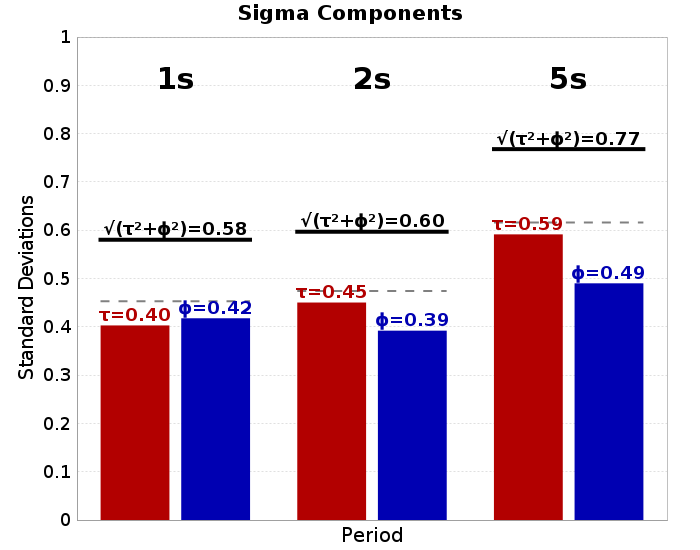 Sigma Components
Standard Deviations
1
0.9
0.8
0.7
0.6
0.5
0.4
0.3
0.2
0.1
0
1s
2s
5s
√(τ²+ϕ²)=0.58
√(τ²+ϕ²)=0.60
√(τ²+ϕ²)=0.77
τ=0.40
ϕ=0.42
τ=0.45
ϕ=0.39
τ=0.59
ϕ=0.49
Period